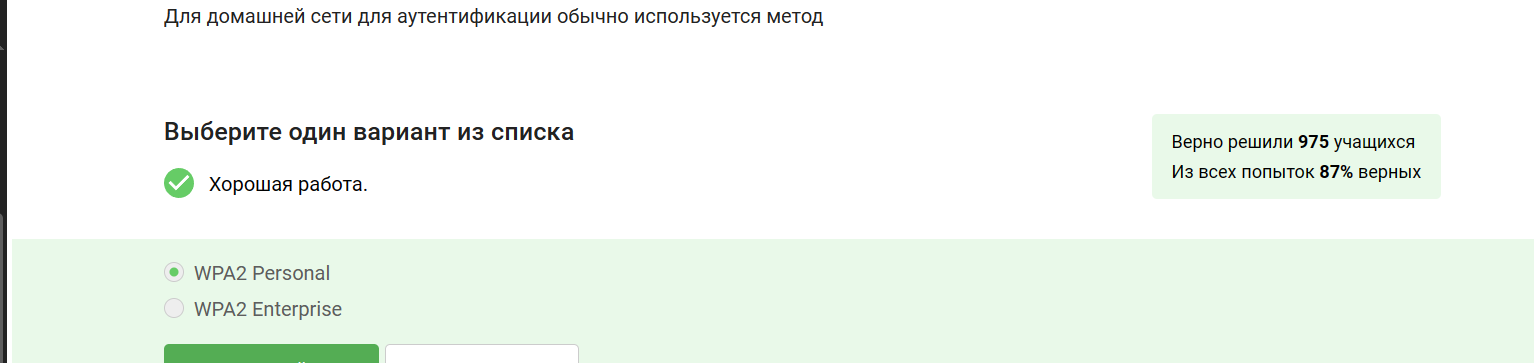 Для домашней сети для аутентификации обычно используется метод
Выберите один вариант из списка
Верно решили 975 учащихся
Из всех попыток 87% верных
Хорошая работа.
WPA2 Personal
WPA2 Enterprise